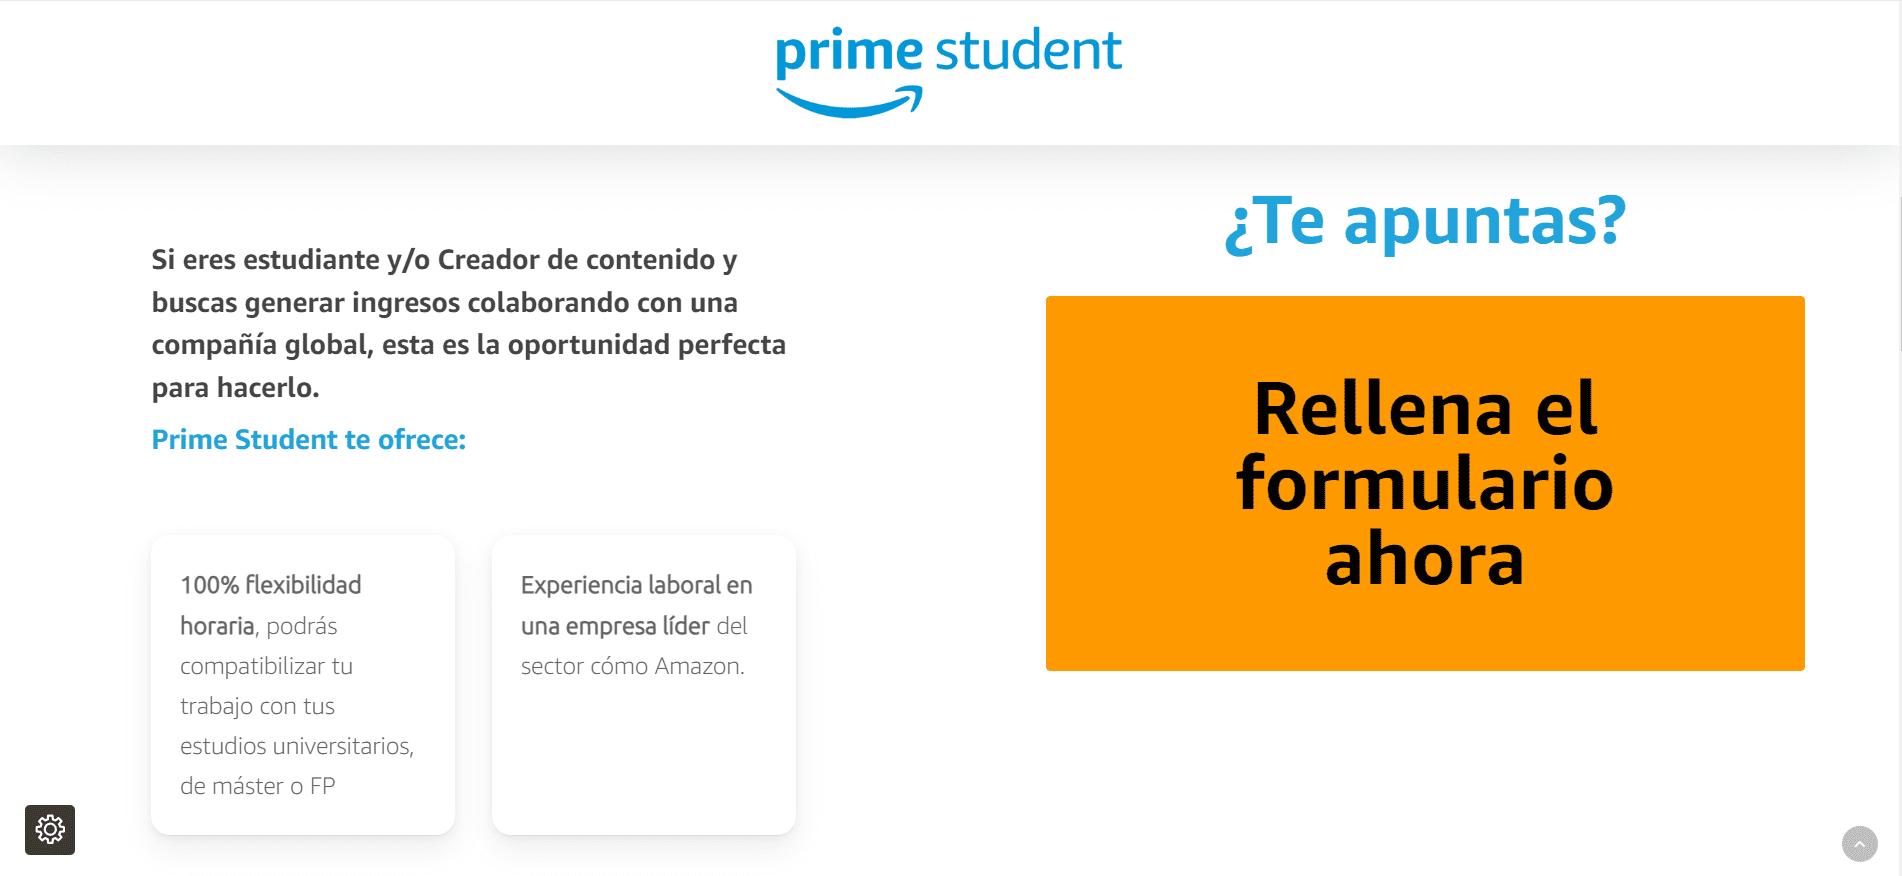 prime student
Si eres estudiante y/o Creador de contenido y
buscas generar ingresos colaborando con una
compañía global, esta es la oportunidad perfecta
para hacerlo.
Prime Student te ofrece:
100% flexibilidad
horaria, podrás
compatibilizar tu
trabajo con tus
estudios universitarios,
de máster o FP
Experiencia laboral en
una empresa líder del
sector cómo Amazon.
¿Te apuntas?
Rellena el
formulario
ahora